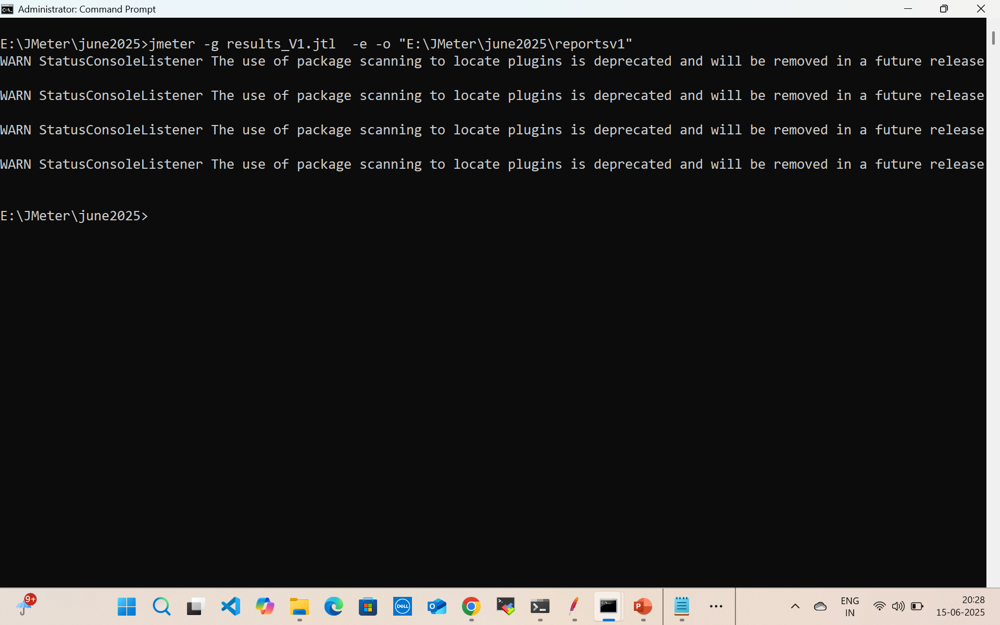 Administrator: Command Prompt
E:\JMeter\june2025>jmeter -g results_V1.jtl  -e -o "E:\JMeter\june2025\reportsv1"
WARN StatusConsoleListener The use of package scanning to locate plugins is deprecated and will be removed in a future release
WARN StatusConsoleListener The use of package scanning to locate plugins is deprecated and will be removed in a future release
WARN StatusConsoleListener The use of package scanning to locate plugins is deprecated and will be removed in a future release
WARN StatusConsoleListener The use of package scanning to locate plugins is deprecated and will be removed in a future release
E:\JMeter\june2025>
9+
DELL
ENG
IN
20:28
15-06-2025